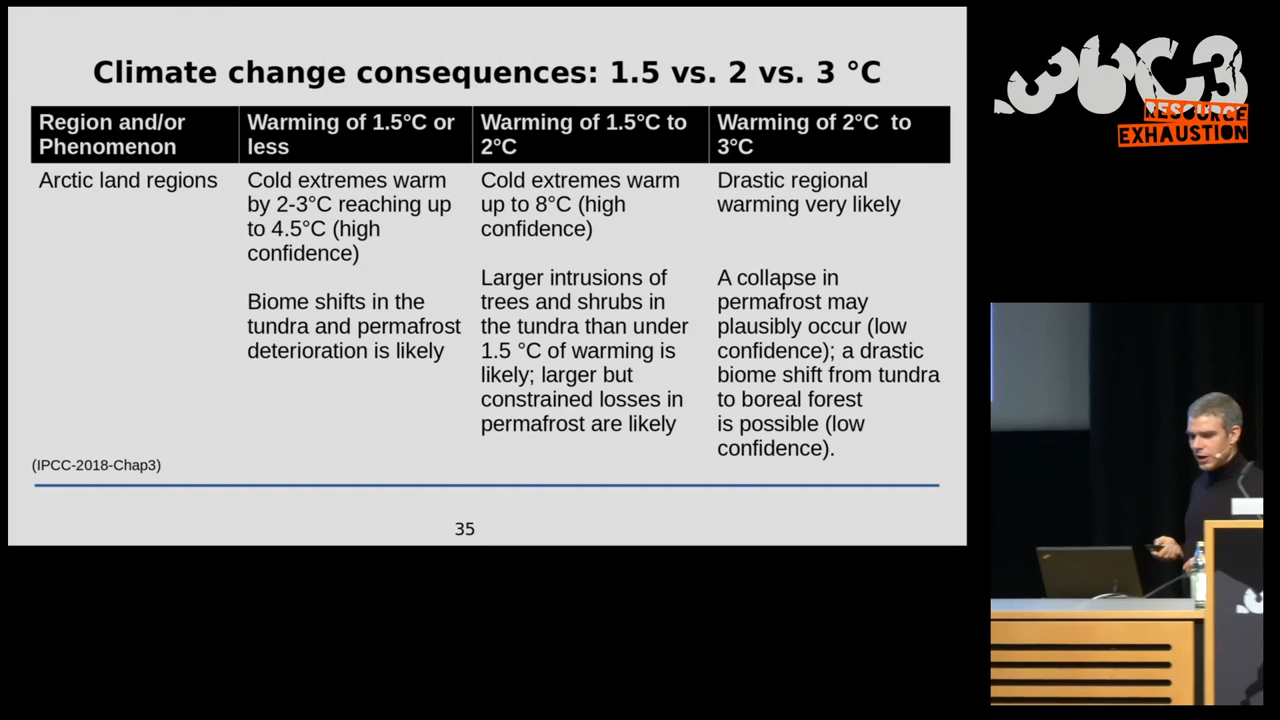 Climate change consequences: 1.5 vs. 2 vs. 3 °C
Region and/or
Phenomenon
Warming of 1.5°C or
less
Warming of 1.5°C to
2°C
Warming of 2°C to
3°C
Arctic land regions
Cold extremes warm
by 2-3°C reaching up
to 4.5°C (high
confidence)
Biome shifts in the
tundra and permafrost
deterioration is likely
Cold extremes warm
up to 8°C (high
confidence)
Larger intrusions of
trees and shrubs in
the tundra than under
1.5 °C of warming is
likely; larger but
constrained losses in
permafrost are likely
Drastic regional
warming very likely
A collapse in
permafrost may
plausibly occur (low
confidence); a drastic
biome shift from tundra
to boreal forest
is possible (low
confidence).
(IPCC-2018-Chap3)
35
36C3
RESOURCE
EXHAUSTION